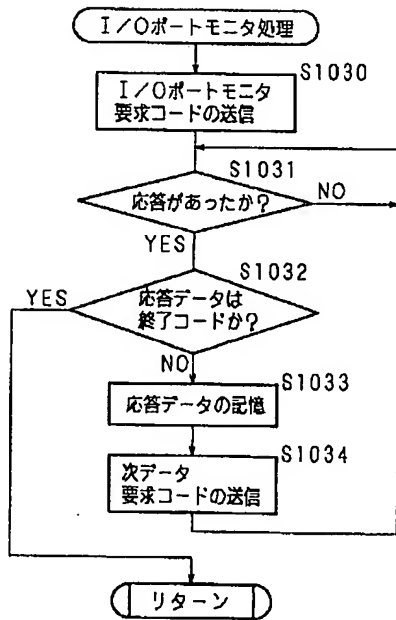 I/Oポートモニタ処理
S1030
I/Oポートモニタ
要求コードの送信
S1031
応答があったか?
NO
YES
S1032
YES
応答データは
終了コードか?
NO
S1033
応答データの記憶
S1034
次データ
要求コードの送信
リターン